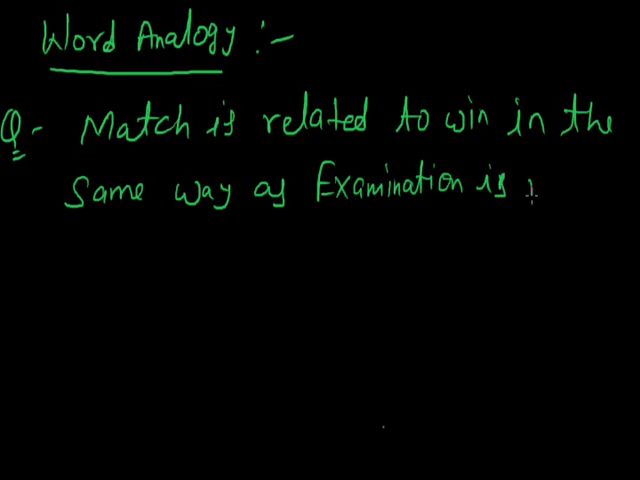 Word Analogy :-
Q- Match is related to win in the
same way as Examination is